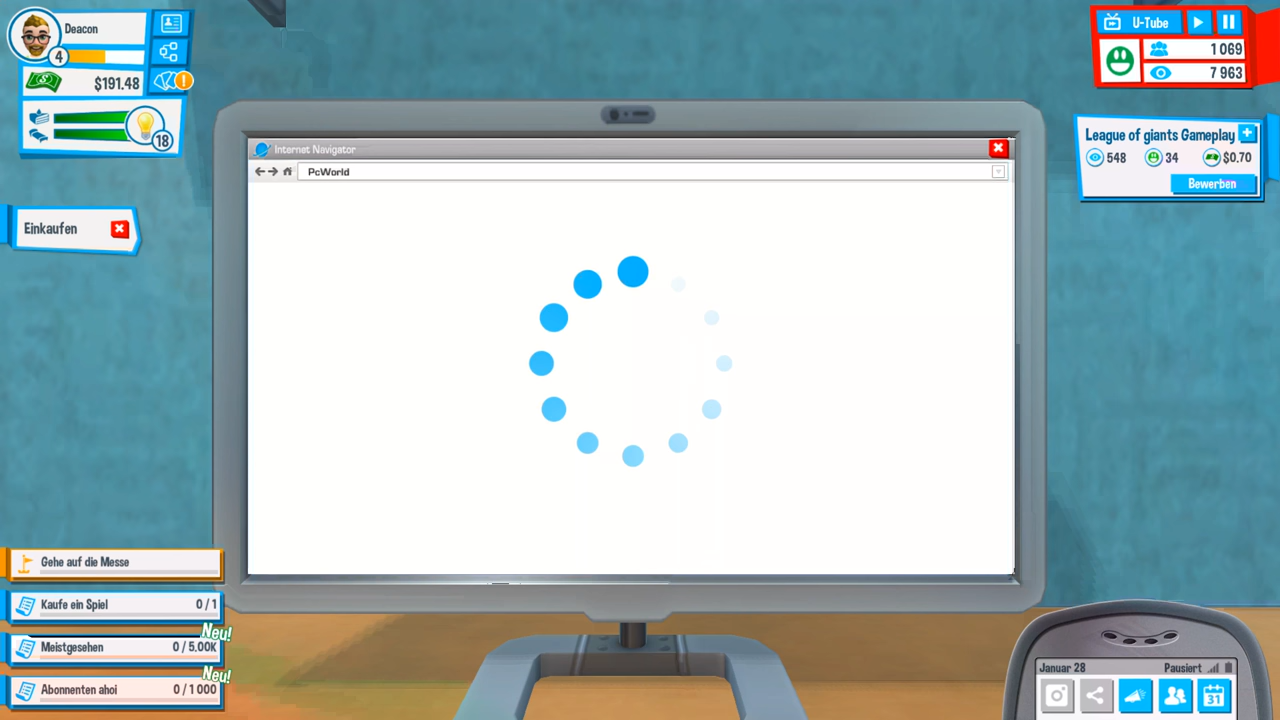 Deacon
4
$191.48
18
Einkaufen
Internet Navigator
PcWorld
U-Tube
1 069
7 963
League of giants Gameplay
548
34
$0.70
Bewerben
Gehe auf die Messe
Kaufe ein Spiel
0 / 1
Neu!
Meistgesehen
0 / 5.00K
Neu!
Abonnenten ahoi
0 / 1 000
Januar 28
Pausiert
31